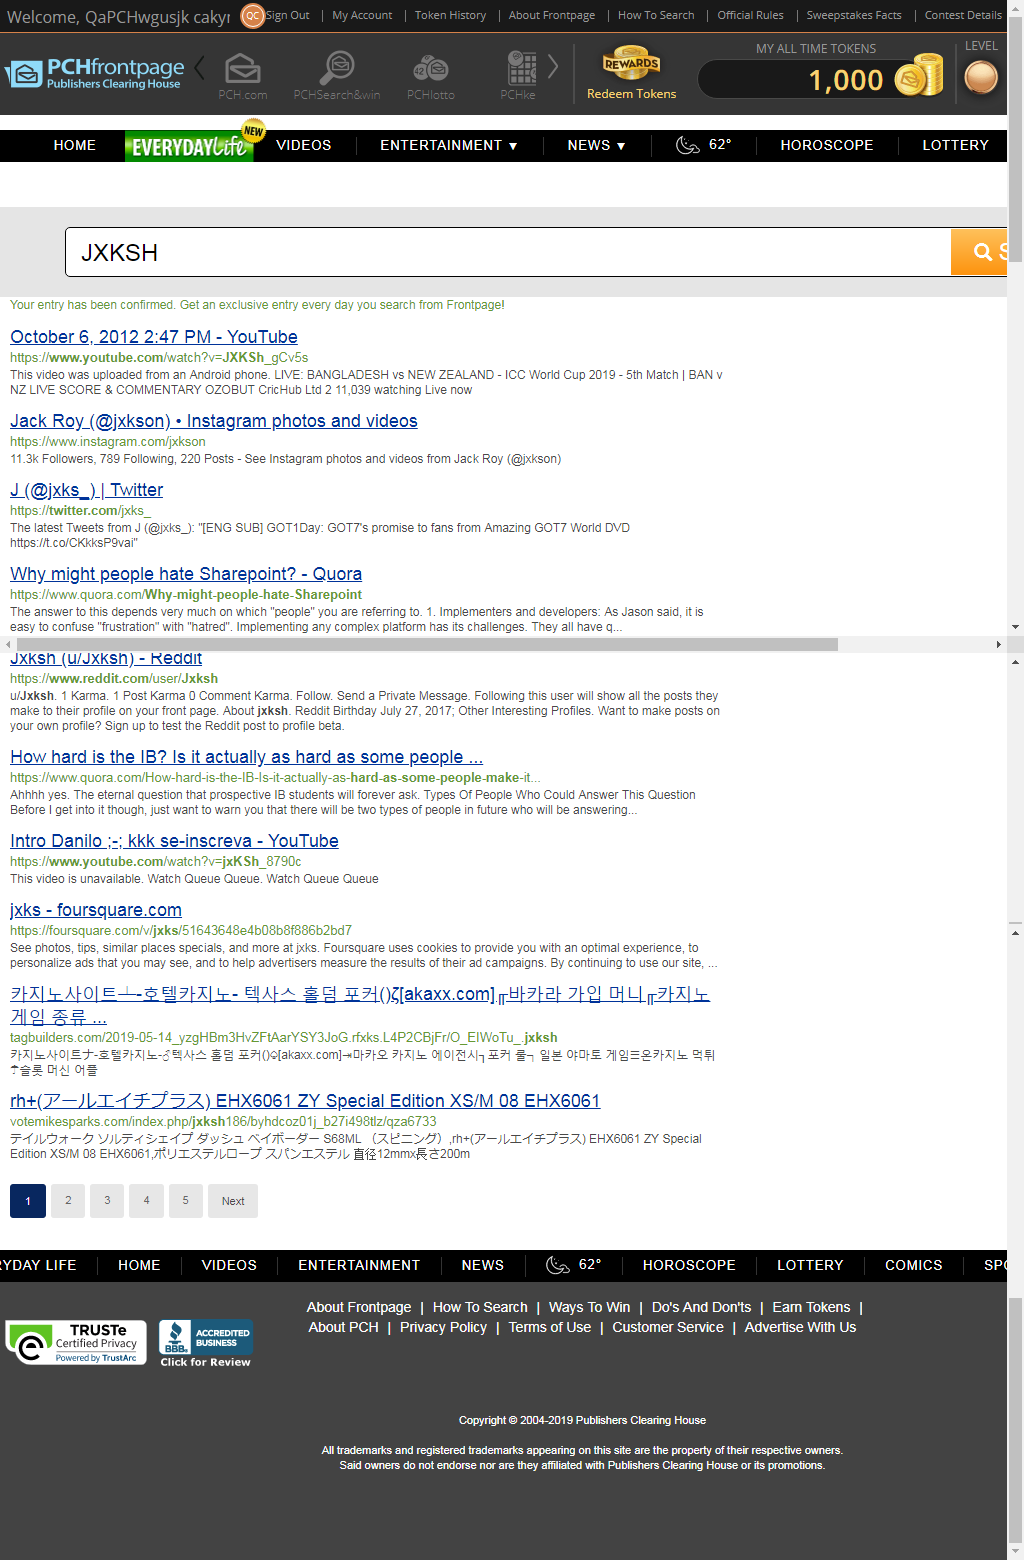 Welcome, QaPCHwgusjk cakyr
QC
Sign Out | My Account | Token History | About Frontpage | How To Search | Official Rules | Sweepstakes Facts | Contest Details
PCHfrontpage
Publishers Clearing House
PCH.com
PCHSearch&win
42
PCHlotto
PCHke
REWARDS
Redeem Tokens
MY ALL TIME TOKENS
1,000
LEVEL
HOME
EVERYDAY Life
NEW
VIDEOS
ENTERTAINMENT ▼
NEWS ▼
62°
HOROSCOPE
LOTTERY
JXKSH
S
Your entry has been confirmed. Get an exclusive entry every day you search from Frontpage!
October 6, 2012 2:47 PM - YouTube
https://www.youtube.com/watch?v=JXKSh_gCv5s
This video was uploaded from an Android phone. LIVE: BANGLADESH vs NEW ZEALAND - ICC World Cup 2019 - 5th Match | BAN v
NZ LIVE SCORE & COMMENTARY OZOBUT CricHub Ltd 2 11,039 watching Live now
Jack Roy (@jxkson) • Instagram photos and videos
https://www.instagram.com/jxkson
11.3k Followers, 789 Following, 220 Posts - See Instagram photos and videos from Jack Roy (@jxkson)
J (@jxks_) | Twitter
https://twitter.com/jxks_
The latest Tweets from J (@jxks_): "[ENG SUB] GOT1Day: GOT7's promise to fans from Amazing GOT7 World DVD
https://t.co/CKkksP9vai"
Why might people hate Sharepoint? - Quora
https://www.quora.com/Why-might-people-hate-Sharepoint
The answer to this depends very much on which "people" you are referring to. 1. Implementers and developers: As Jason said, it is
easy to confuse "frustration" with "hatred". Implementing any complex platform has its challenges. They all have q...
Jxksh (u/Jxksh) - Reddit
https://www.reddit.com/user/Jxksh
u/Jxksh. 1 Karma. 1 Post Karma 0 Comment Karma. Follow. Send a Private Message. Following this user will show all the posts they
make to their profile on your front page. About jxksh. Reddit Birthday July 27, 2017; Other Interesting Profiles. Want to make posts on
your own profile? Sign up to test the Reddit post to profile beta.
How hard is the IB? Is it actually as hard as some people ...
https://www.quora.com/How-hard-is-the-IB-Is-it-actually-as-hard-as-some-people-make-it...
Ahhhh yes. The eternal question that prospective IB students will forever ask. Types Of People Who Could Answer This Question
Before I get into it though, just want to warn you that there will be two types of people in future who will be answering...
Intro Danilo ;-; kkk se-inscreva - YouTube
https://www.youtube.com/watch?v=jxKSh_8790c
This video is unavailable. Watch Queue Queue. Watch Queue Queue
jxks - foursquare.com
https://foursquare.com/v/jxks/51643648e4b08b8f886b2bd7
See photos, tips, similar places specials, and more at jxks. Foursquare uses cookies to provide you with an optimal experience, to
personalize ads that you may see, and to help advertisers measure the results of their ad campaigns. By continuing to use our site, ...
카지노사이트┷-호텔카지노- 텍사스 홀덤 포커()ζ[akaxx.com]╓바카라 가입 머니╓카지노
게임 종류 ...
tagbuilders.com/2019-05-14_yzgHBm3HvZFtAarYSY3JoG.rfxks.L4P2CBjFr/O_EIWoTu_.jxksh
카지노사이트ナ-호텔카지노-♂텍사스 홀덤 포커()[akaxx.com]⇥마카오 카지노 에이전시┓포커 룰┓일본 야마토 게임☰온카지노 먹튀
☂슬롯 머신 어플
rh+(アールエイチプラス) EHX6061 ZY Special Edition XS/M 08 EHX6061
votemikesparks.com/index.php/jxksh186/byhdcoz01j_b27i498tlz/qza6733
テイルウォーク ソルティシェイプ ダッシュ ベイボーダー S68ML （スピニング）,rh+(アールエイチプラス) EHX6061 ZY Special
Edition XS/M 08 EHX6061,ポリエステルロープ スパンエステル 直径12mmx長さ200m
1 2 3 4 5 Next
RYDAY LIFE | HOME | VIDEOS | ENTERTAINMENT | NEWS | 62° | HOROSCOPE | LOTTERY | COMICS | SPO
About Frontpage | How To Search | Ways To Win | Do's And Don'ts | Earn Tokens |
About PCH | Privacy Policy | Terms of Use | Customer Service | Advertise With Us
TRUSTe
Certified Privacy
Powered by TrustArc
BBB
ACCREDITED
BUSINESS
Click for Review
Copyright © 2004-2019 Publishers Clearing House
All trademarks and registered trademarks appearing on this site are the property of their respective owners.
Said owners do not endorse nor are they affiliated with Publishers Clearing House or its promotions.